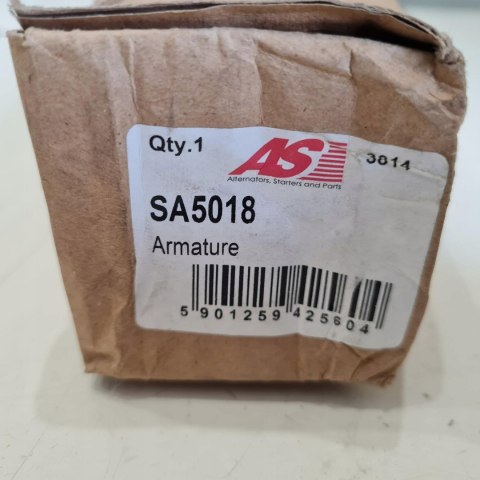 Qty.1 AS 3814
Alternators, Starters and Parts
SA5018
Armature
5 901259 425604